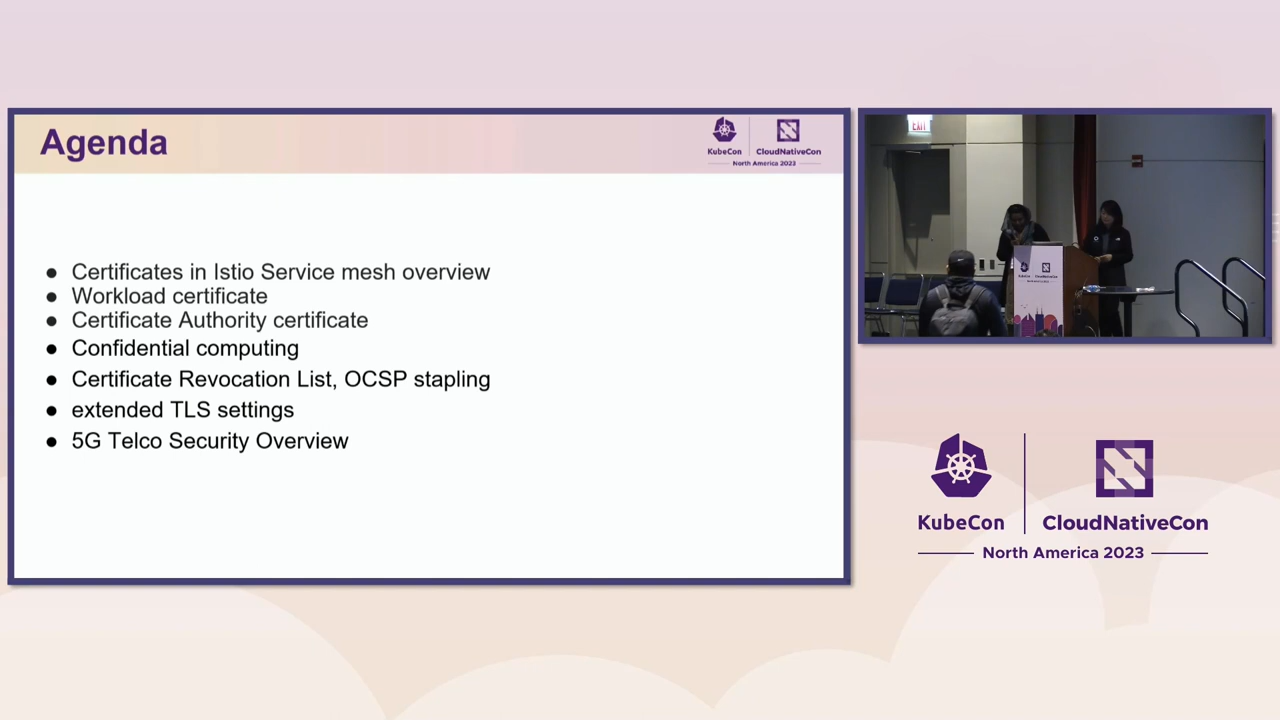 Agenda
KubeCon
CloudNativeCon
North America 2023
● Certificates in Istio Service mesh overview
● Workload certificate
● Certificate Authority certificate
● Confidential computing
● Certificate Revocation List, OCSP stapling
● extended TLS settings
● 5G Telco Security Overview
EXIT
KubeCon
CloudNativeCon
North America 2023